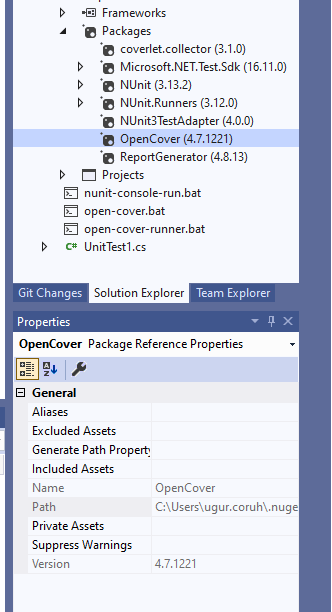 Frameworks
Packages
coverlet.collector (3.1.0)
Microsoft.NET.Test.Sdk (16.11.0)
NUnit (3.13.2)
NUnit.Runners (3.12.0)
NUnit3TestAdapter (4.0.0)
OpenCover (4.7.1221)
ReportGenerator (4.8.13)
Projects
nunit-console-run.bat
open-cover.bat
open-cover-runner.bat
C# UnitTest1.cs
Git Changes Solution Explorer Team Explorer
Properties
OpenCover Package Reference Properties
General
Aliases
Excluded Assets
Generate Path Property
Included Assets
Name OpenCover
Path C:\Users\ugur.coruh\.nuge
Private Assets
Suppress Warnings
Version 4.7.1221